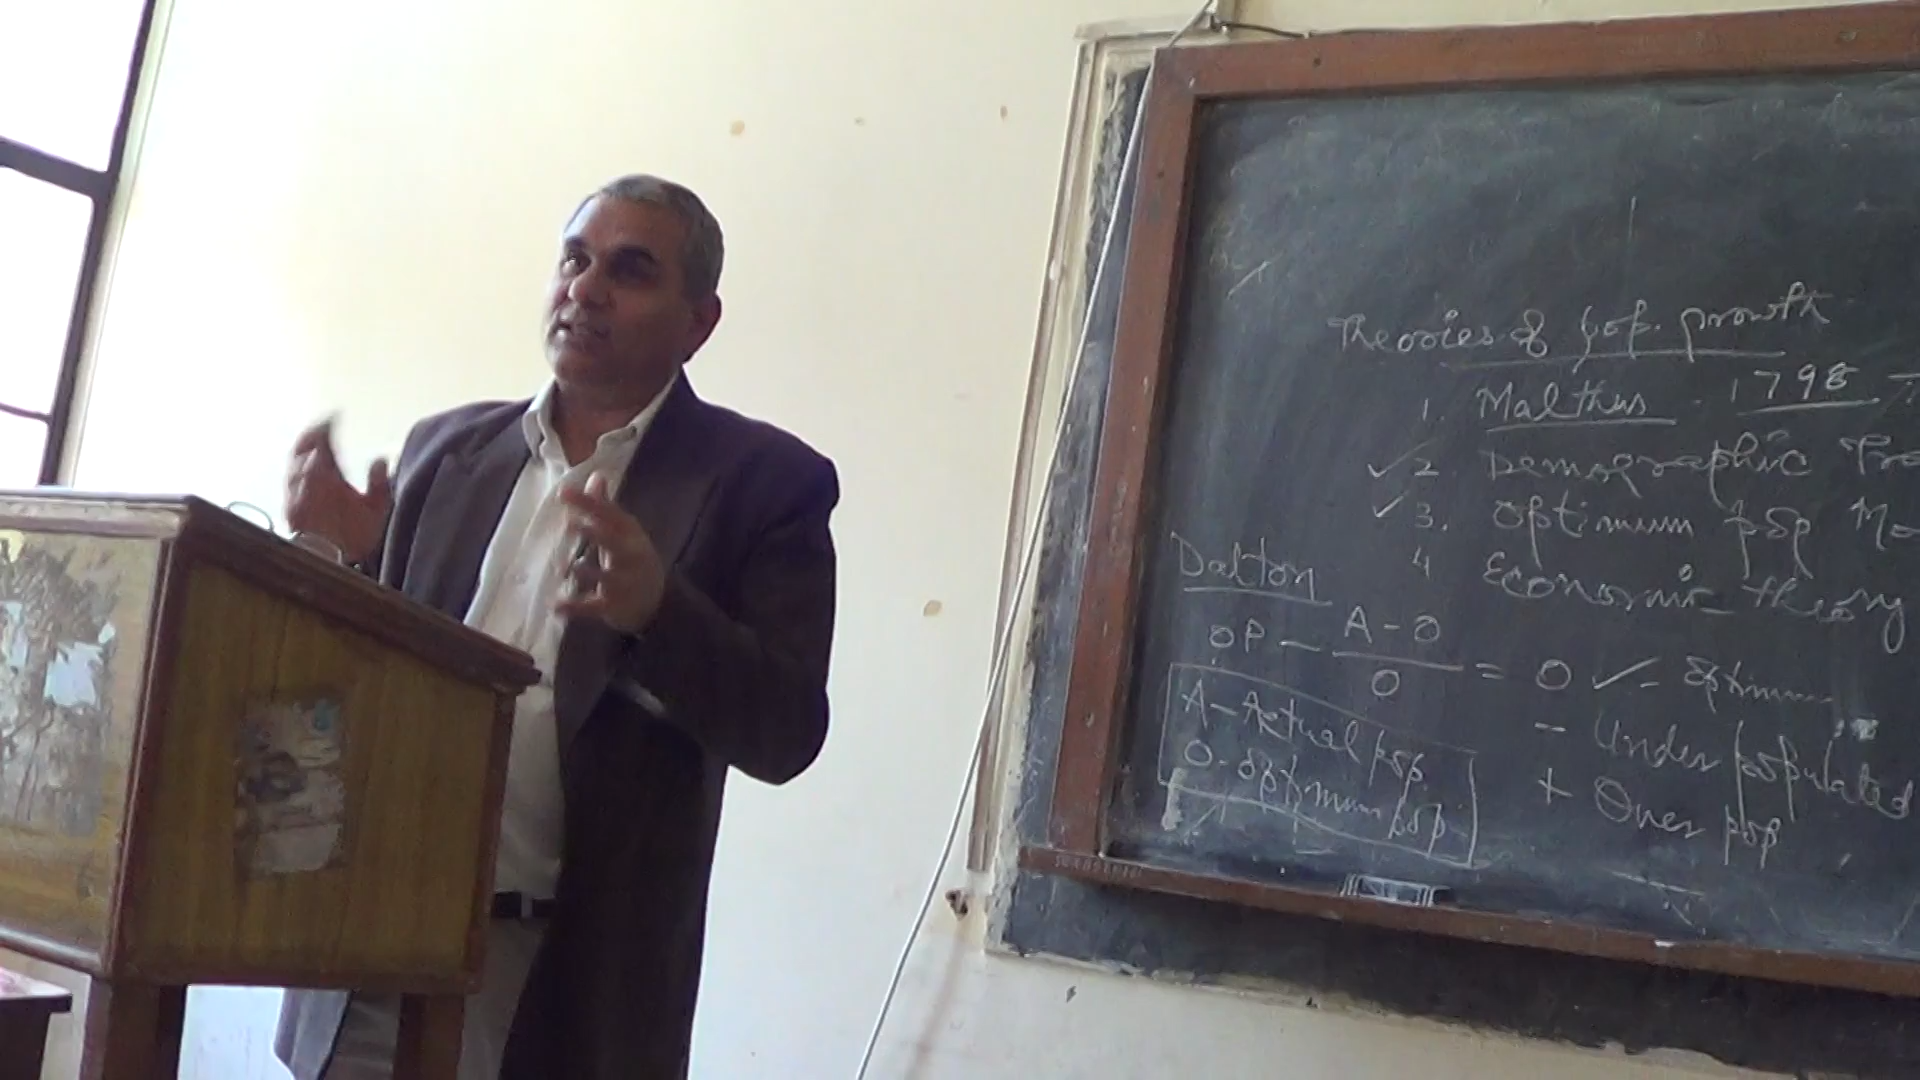 Theories of pop. growth
1. Malthus - 1798
✓ 2. Demographic
✓ 3. Optimum pop
4 Economic theory
Dalton
OP - A - O / O = 0 ✓ - Optimum
A - Actual pop - Under populated
O - Optimum pop + Over pop